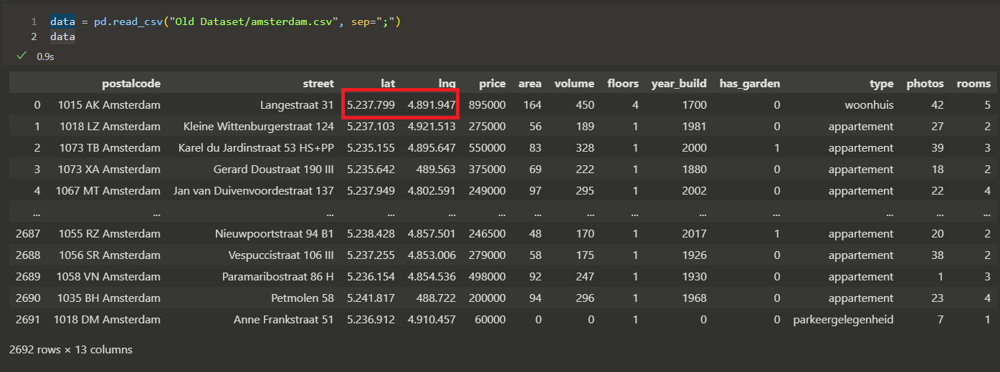 1 data = pd.read_csv("Old Dataset/amsterdam.csv", sep=";")
2 data
0.9s
postalcode street lat lng price area volume floors year_build has_garden type photos rooms
0 1015 AK Amsterdam Langestraat 31 5.237.799 4.891.947 895000 164 450 4 1700 0 woonhuis 42 5
1 1018 LZ Amsterdam Kleine Wittenburgerstraat 124 5.237.103 4.921.513 275000 56 189 1 1981 0 appartement 27 2
2 1073 TB Amsterdam Karel du Jardinstraat 53 HS+PP 5.235.155 4.895.647 550000 83 328 1 2000 1 appartement 39 3
3 1073 XA Amsterdam Gerard Doustraat 190 III 5.235.642 489.563 375000 69 222 1 1880 0 appartement 18 2
4 1067 MT Amsterdam Jan van Duivenvoordestraat 137 5.237.949 4.802.591 249000 97 295 1 2002 0 appartement 22 4
... ... ... ... ... ... ... ... ... ... ... ... ... ...
2687 1055 RZ Amsterdam Nieuwpoortstraat 94 B1 5.238.428 4.857.501 246500 48 170 1 2017 1 appartement 20 2
2688 1056 SR Amsterdam Vespuccistraat 106 III 5.237.255 4.853.006 279000 58 175 1 1926 0 appartement 38 2
2689 1058 VN Amsterdam Paramaribostraat 86 H 5.236.154 4.854.536 498000 92 247 1 1930 0 appartement 1 3
2690 1035 BH Amsterdam Petmolen 58 5.241.817 488.722 200000 94 296 1 1968 0 appartement 23 4
2691 1018 DM Amsterdam Anne Frankstraat 51 5.236.912 4.910.457 60000 0 0 1 0 0 parkeergelegenheid 7 1
2692 rows × 13 columns